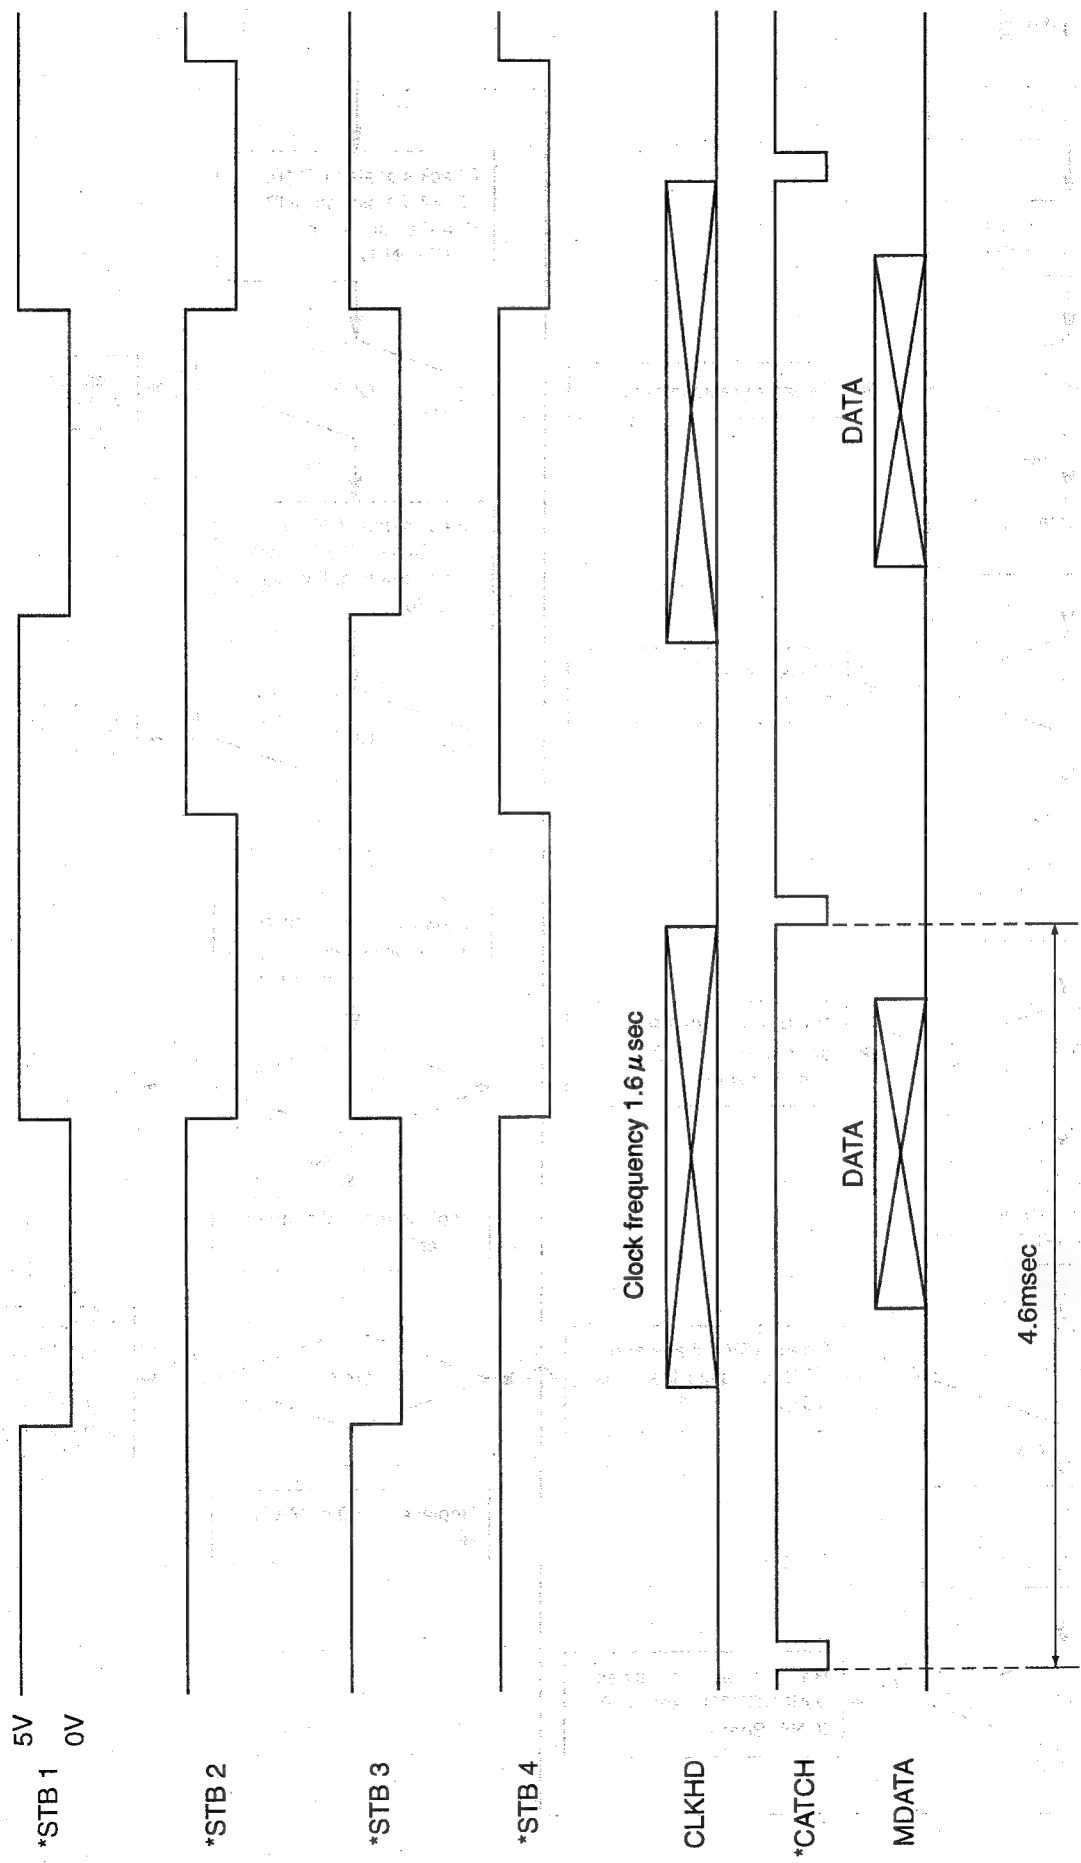 5V
0V
*STB 1
*STB 2
*STB 3
*STB 4
Clock frequency 1.6 μ sec
CLKHD
*CATCH
DATA
DATA
MDATA
4.6msec